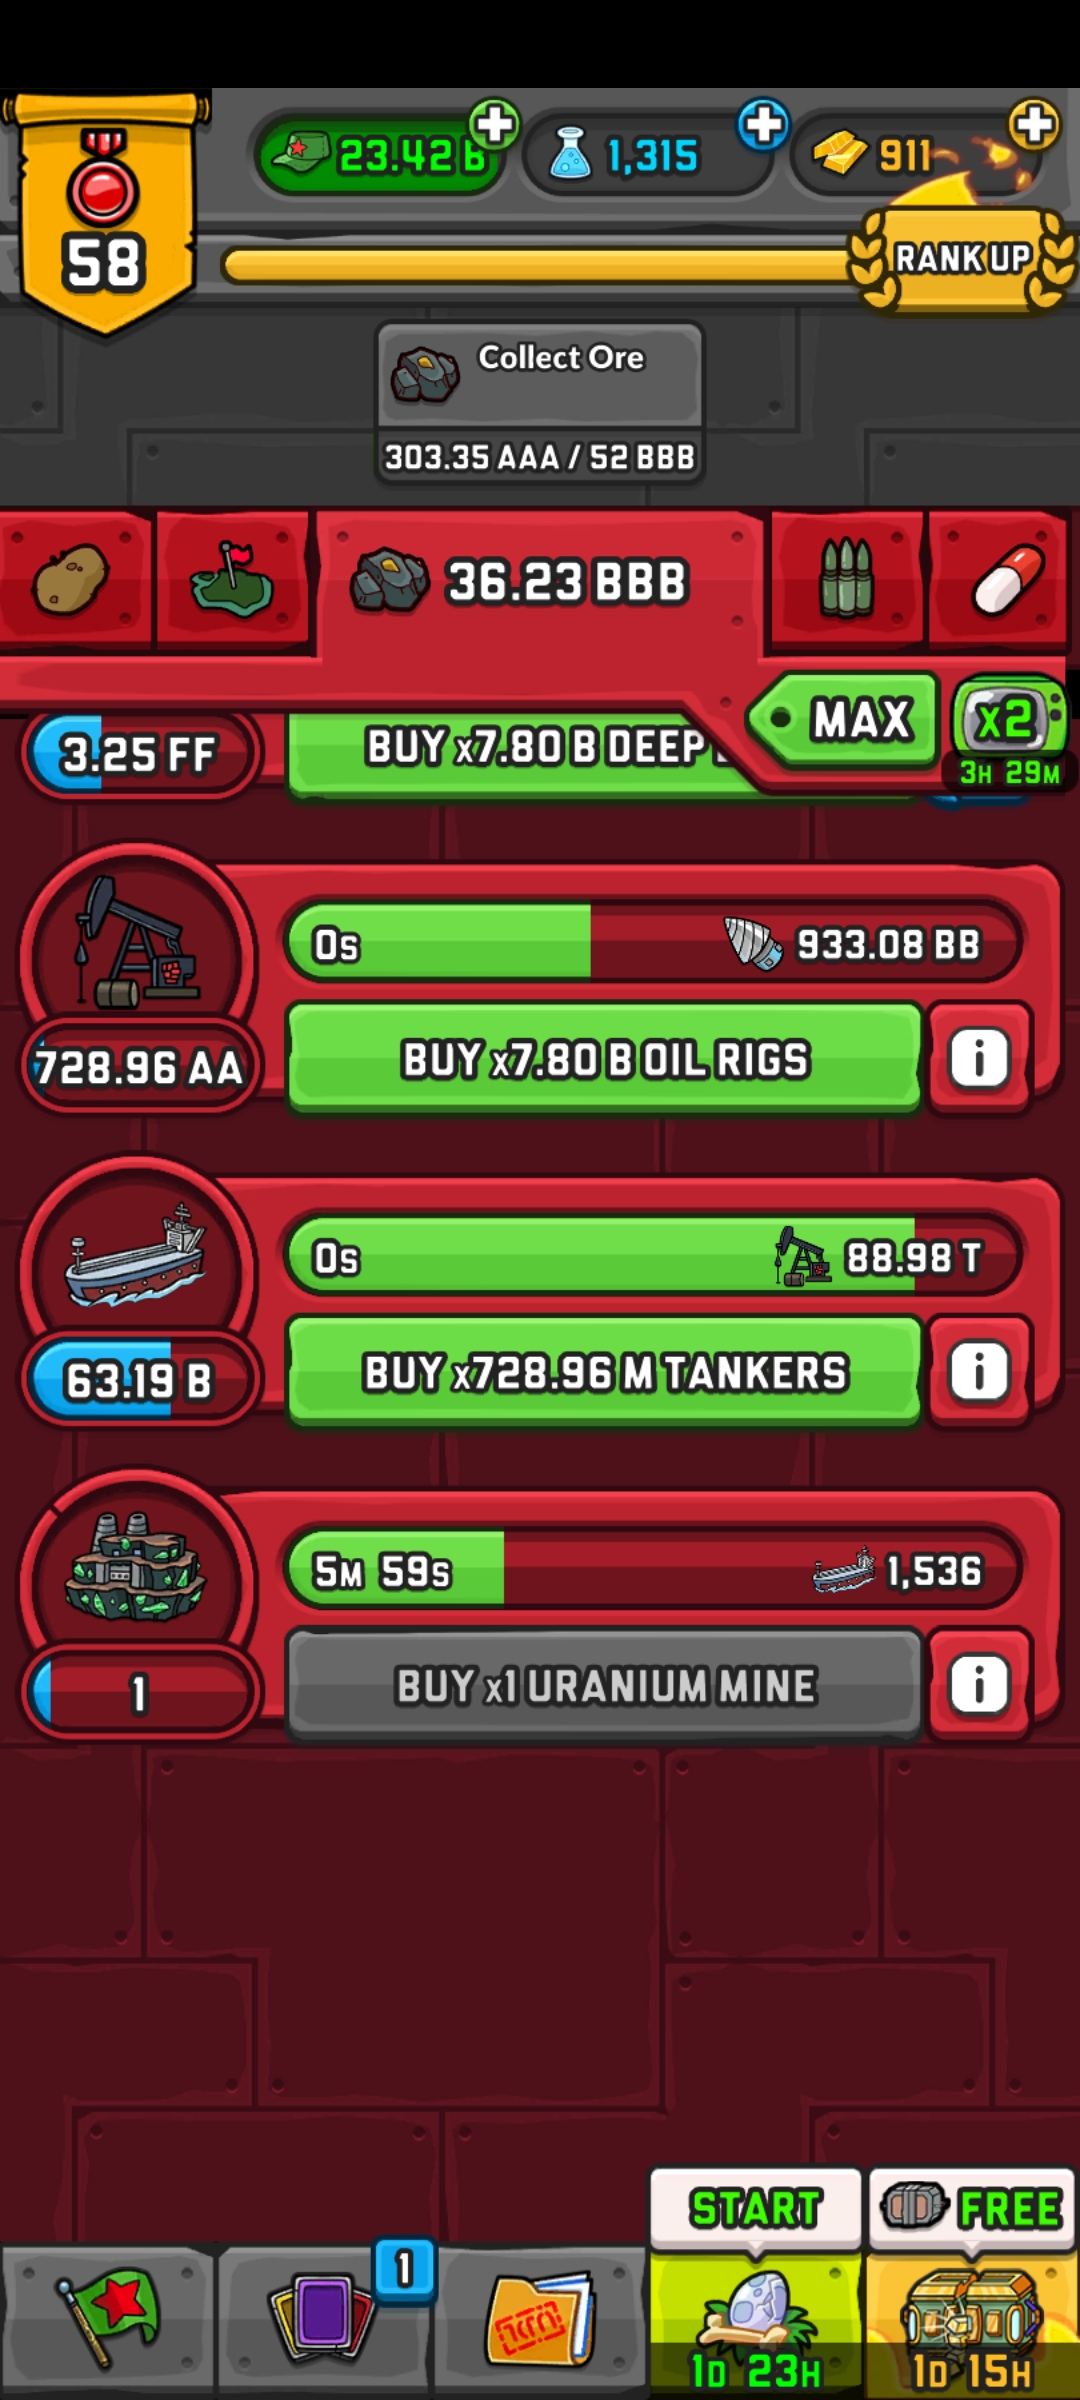 23.42 B
1,315
911
58
RANK UP
Collect Ore
303.35 AAA / 52 BBB
36.23 BBB
MAX
x2
3H 29M
3.25 FF
BUY x7.80 B DEEP
0s
933.08 BB
728.96 AA
BUY x7.80 B OIL RIGS
i
0s
88.98 T
63.19 B
BUY x728.96 M TANKERS
i
5M 59s
1,536
1
BUY x1 URANIUM MINE
i
START
FREE
1
1D 23H
1D 15H